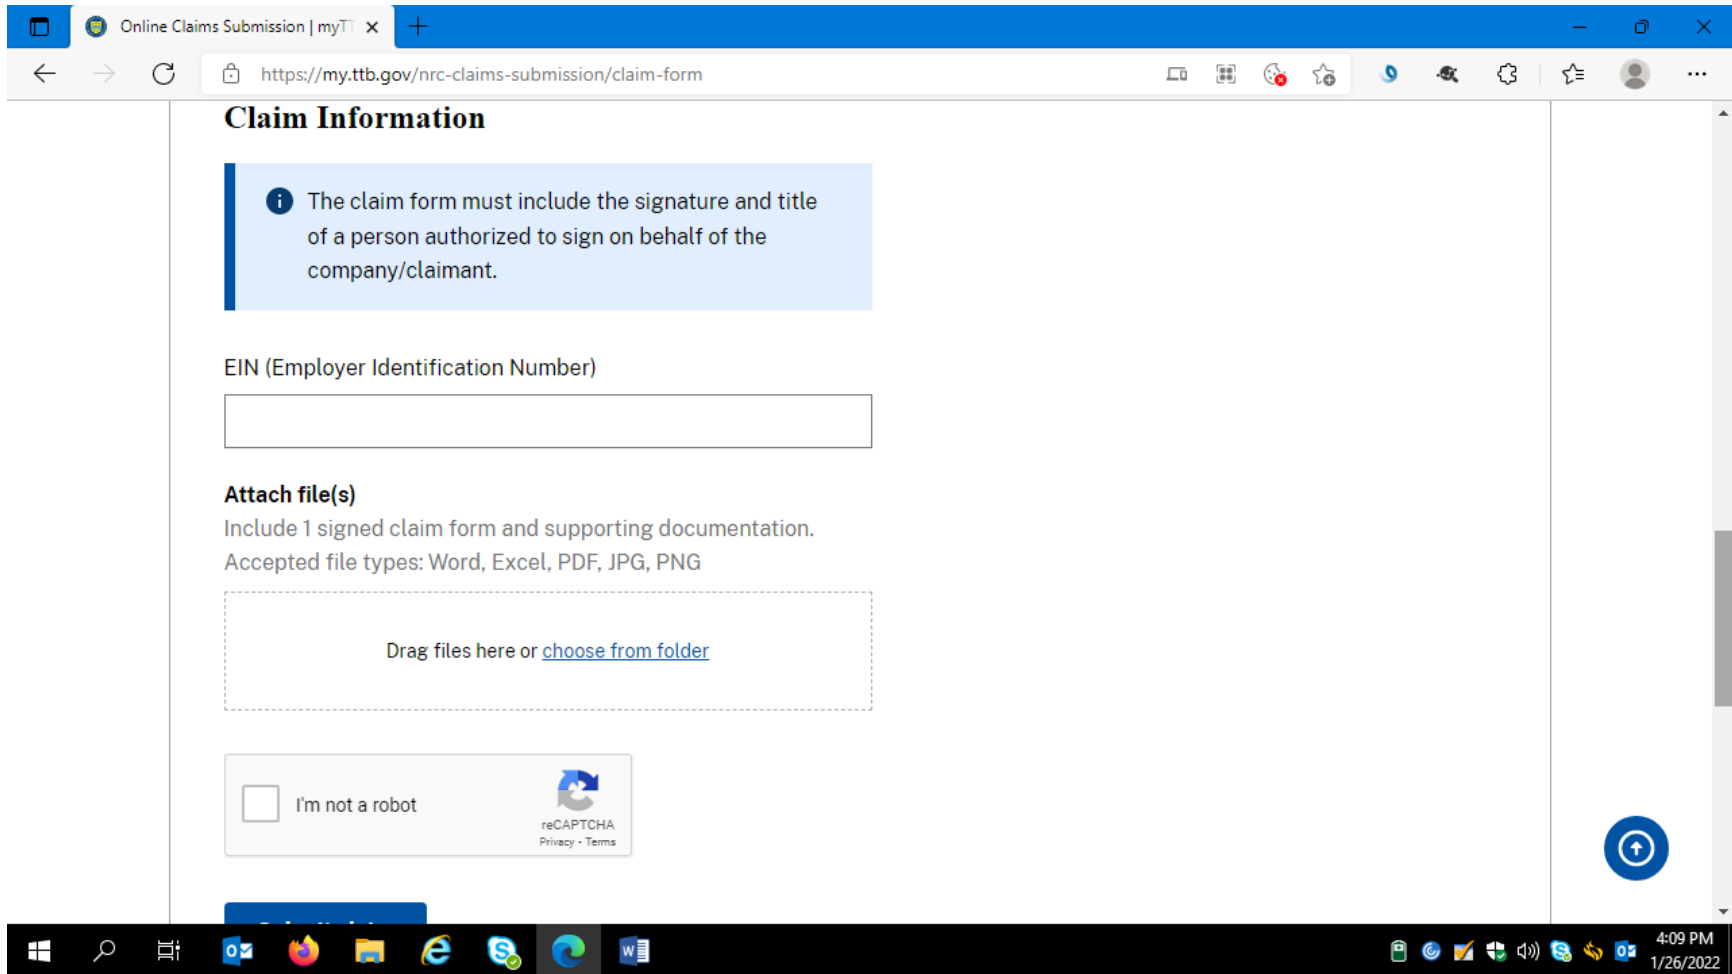 Online Claims Submission | myTT
https://my.ttb.gov/nrc-claims-submission/claim-form
Claim Information
The claim form must include the signature and title
of a person authorized to sign on behalf of the
company/claimant.
EIN (Employer Identification Number)
Attach file(s)
Include 1 signed claim form and supporting documentation.
Accepted file types: Word, Excel, PDF, JPG, PNG
Drag files here or choose from folder
I'm not a robot
reCAPTCHA
Privacy - Terms
4:09 PM
1/26/2022